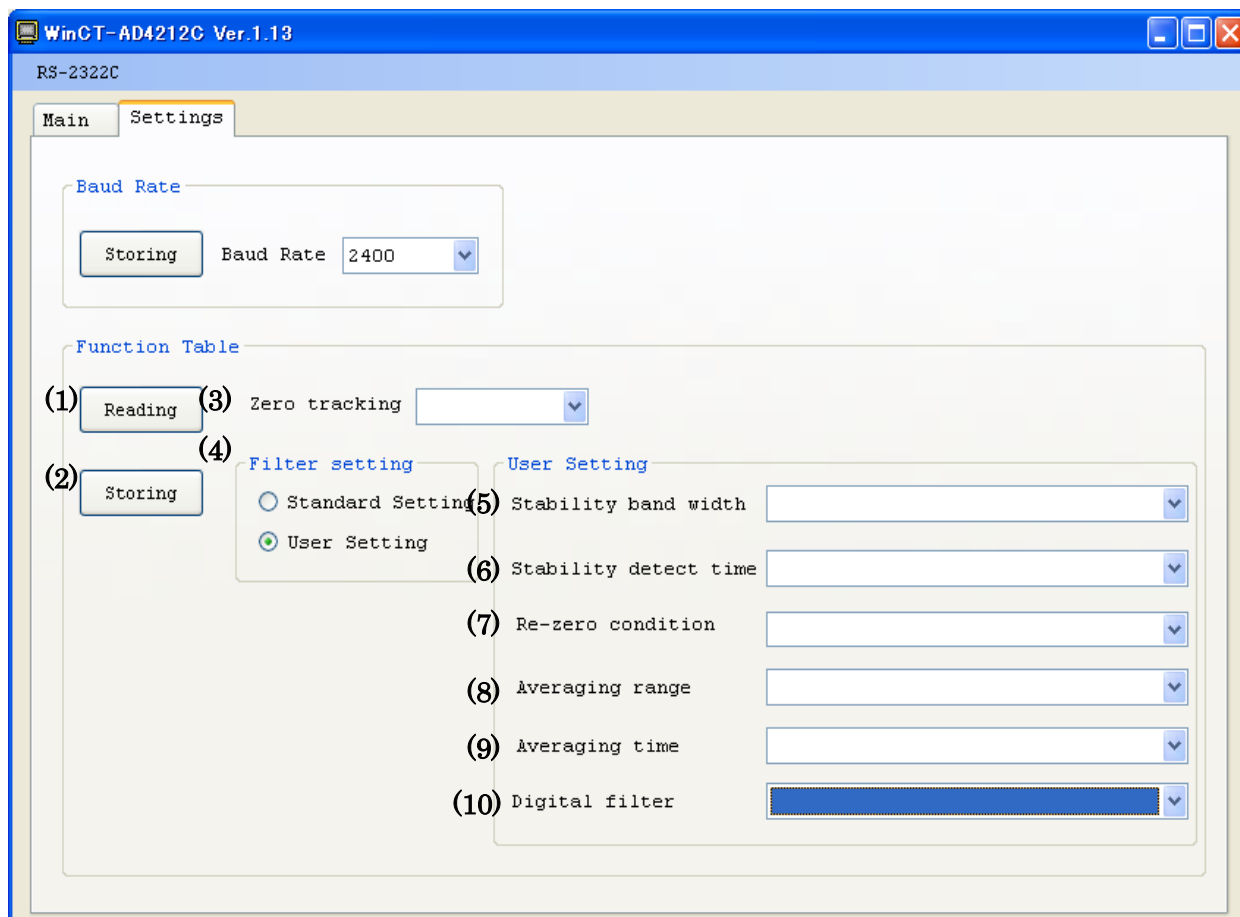 WinCT-AD4212C Ver.1.13
RS-2322C
Main Settings
Baud Rate
Storing Baud Rate 2400
Function Table
(1) Reading (3) Zero tracking
(4) Filter setting User Setting
(2) Storing Standard Setting (5) Stability band width
User Setting
(6) Stability detect time
(7) Re-zero condition
(8) Averaging range
(9) Averaging time
(10) Digital filter